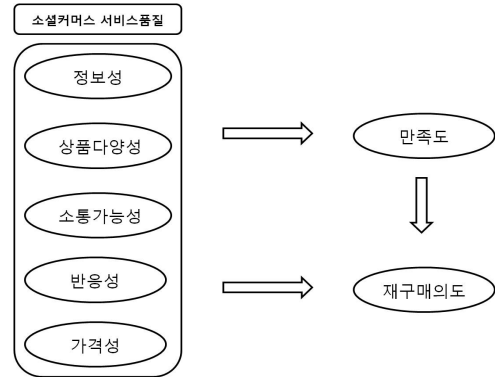 소셜커머스 서비스품질
정보성
상품다양성
소통가능성
반응성
가격성
만족도
재구매의도